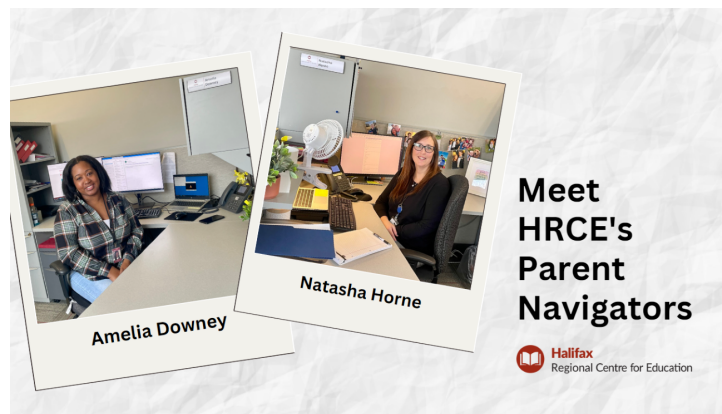 Amelia Downey
Natasha Horne
Meet
HRCE's
Parent
Navigators
Halifax
Regional Centre for Education